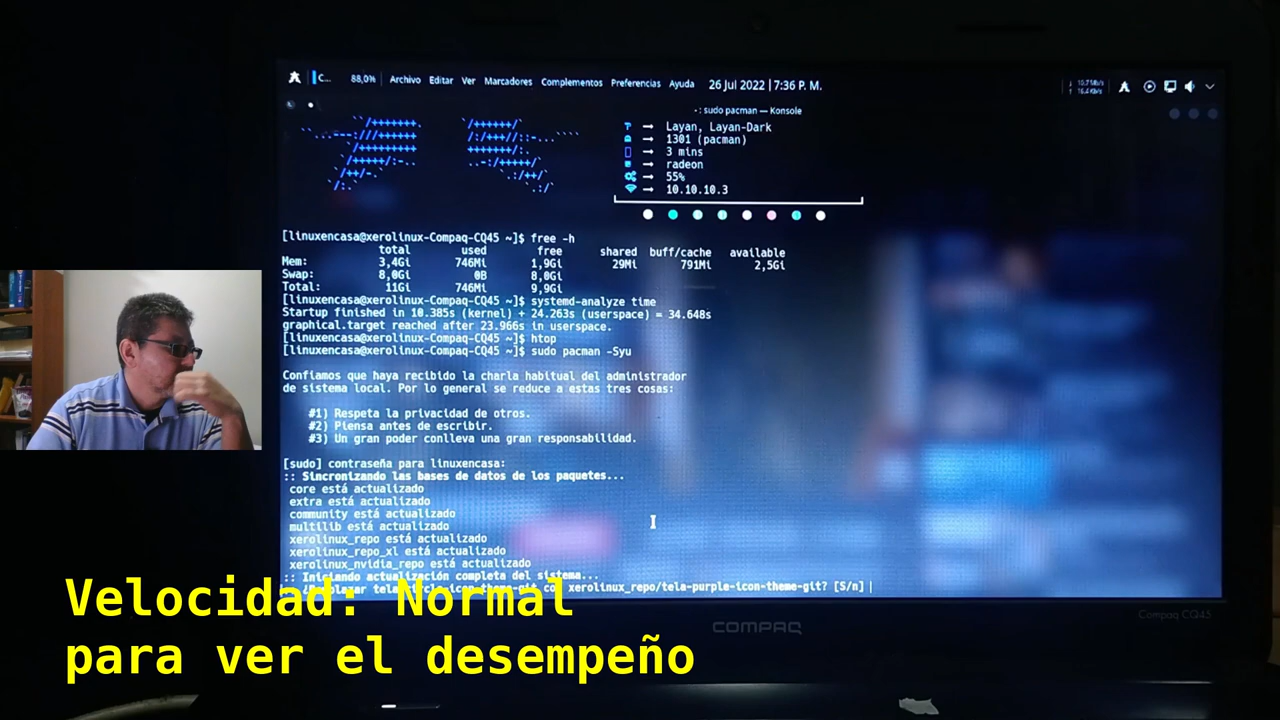 C... 88,0% Archivo Editar Ver Marcadores Complementos Preferencias Ayuda 26 Jul 2022 | 7:36 P. M.
~ : sudo pacman — Konsole
→ Layan, Layan-Dark
→ 1301 (pacman)
→ 3 mins
→ radeon
→ 55%
→ 10.10.10.3
[linuxencasa@xerolinux-Compaq-CQ45 ~]$ free -h
total used free shared buff/cache available
Mem: 3,4Gi 746Mi 1,9Gi 29Mi 791Mi 2,5Gi
Swap: 8,0Gi 0B 8,0Gi
Total: 11Gi 746Mi 9,9Gi
[linuxencasa@xerolinux-Compaq-CQ45 ~]$ systemd-analyze time
Startup finished in 10.385s (kernel) + 24.263s (userspace) = 34.648s
graphical.target reached after 23.966s in userspace.
[linuxencasa@xerolinux-Compaq-CQ45 ~]$ htop
[linuxencasa@xerolinux-Compaq-CQ45 ~]$ sudo pacman -Syu
Confiamos que haya recibido la charla habitual del administrador
de sistema local. Por lo general se reduce a estas tres cosas:
#1) Respeta la privacidad de otros.
#2) Piensa antes de escribir.
#3) Un gran poder conlleva una gran responsabilidad.
[sudo] contraseña para linuxencasa:
:: Sincronizando las bases de datos de los paquetes...
core está actualizado
extra está actualizado
community está actualizado
multilib está actualizado
xerolinux_repo está actualizado
xerolinux_repo_xl está actualizado
xerolinux_nvidia_repo está actualizado
:: Iniciando actualización completa del sistema...
xerolinux_repo/tela-purple-icon-theme-git? [S/n]
Velocidad: Normal
para ver el desempeño
COMPAQ
Compaq CQ45